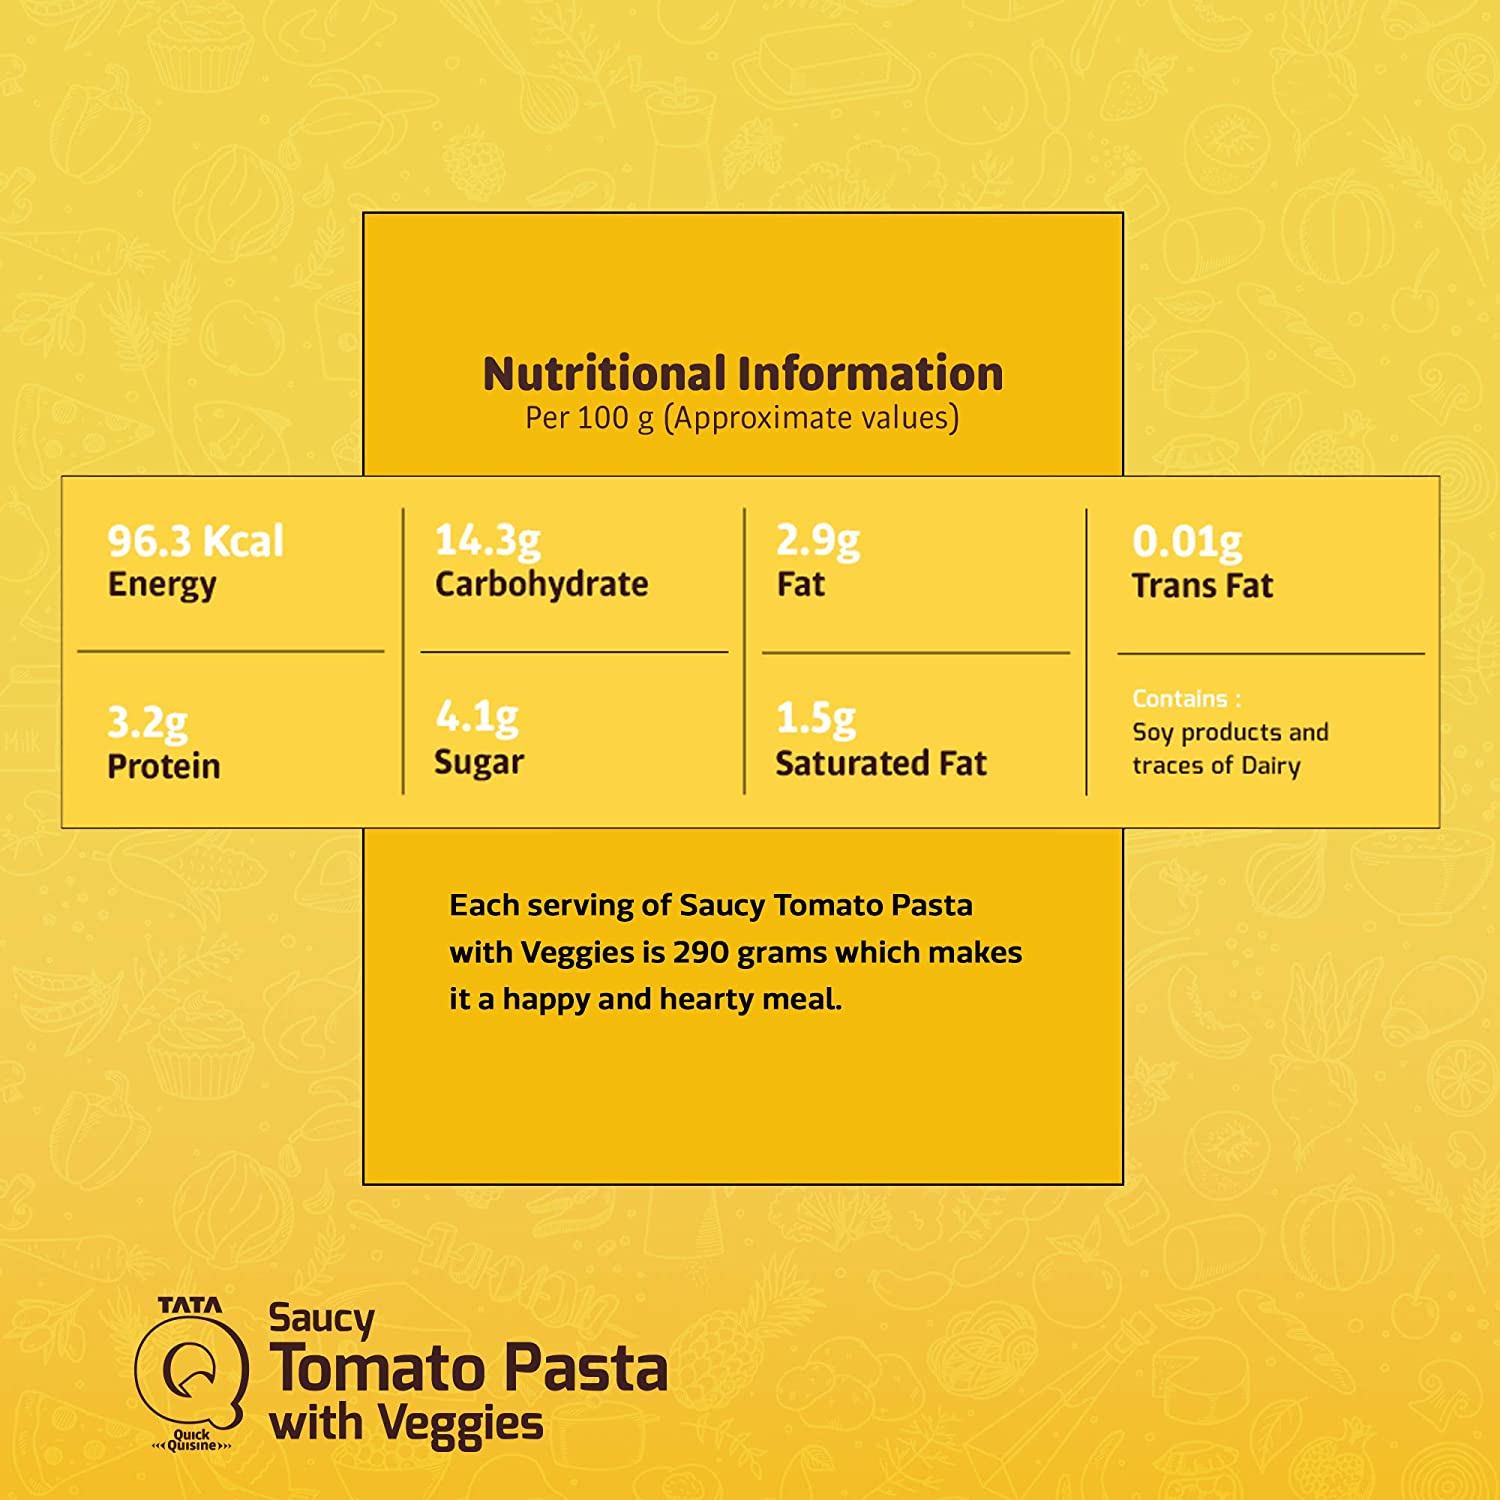 Nutritional Information
Per 100 g (Approximate values)
96.3 Kcal
Energy
14.3g
Carbohydrate
2.9g
Fat
0.01g
Trans Fat
3.2g
Protein
4.1g
Sugar
1.5g
Saturated Fat
Contains :
Soy products and
traces of Dairy
Milk
Each serving of Saucy Tomato Pasta
with Veggies is 290 grams which makes
it a happy and hearty meal.
TATA
Q
Quick
Quisine
Saucy
Tomato Pasta
with Veggies